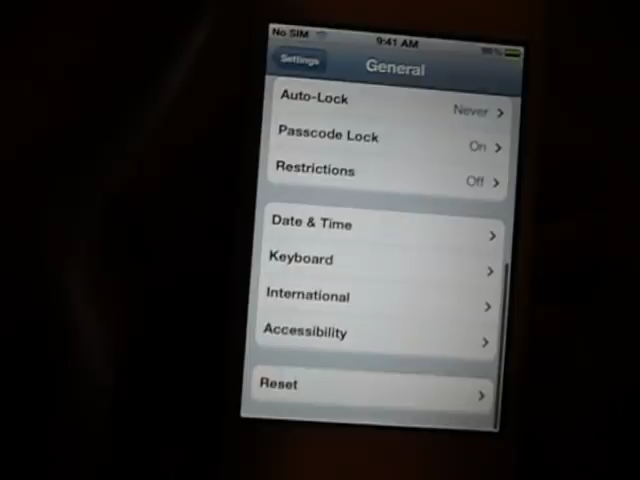 No SIM 9:41 AM
Settings General
Auto-Lock Never
Passcode Lock On
Restrictions Off
Date & Time
Keyboard
International
Accessibility
Reset